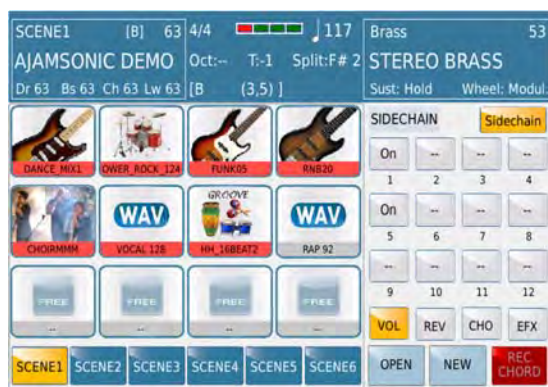 SCENE1 [B] 63
AJAMSONIC DEMO
Dr 63 Bs 63 Ch 63 Lw 63
4/4 117
Oct:-- T:-1 Split:F# 2
[B (3,5) ]
Brass 53
STEREO BRASS
Sust: Hold Wheel: Modul.
DANCE_MIX1 OWER_ROCK_124 FUNK05 RNB20
GROOVE
WAV WAV
CHOIRMMM VOCAL 128 HH_16BEAT2 RAP 92
FREE FREE FREE FREE
-- -- -- --
SCENE1 SCENE2 SCENE3 SCENE4 SCENE5 SCENE6
SIDECHAIN Sidechain
On -- -- --
1 2 3 4
On -- -- --
5 6 7 8
-- -- -- --
9 10 11 12
VOL REV CHO EFX
OPEN NEW REC CHORD